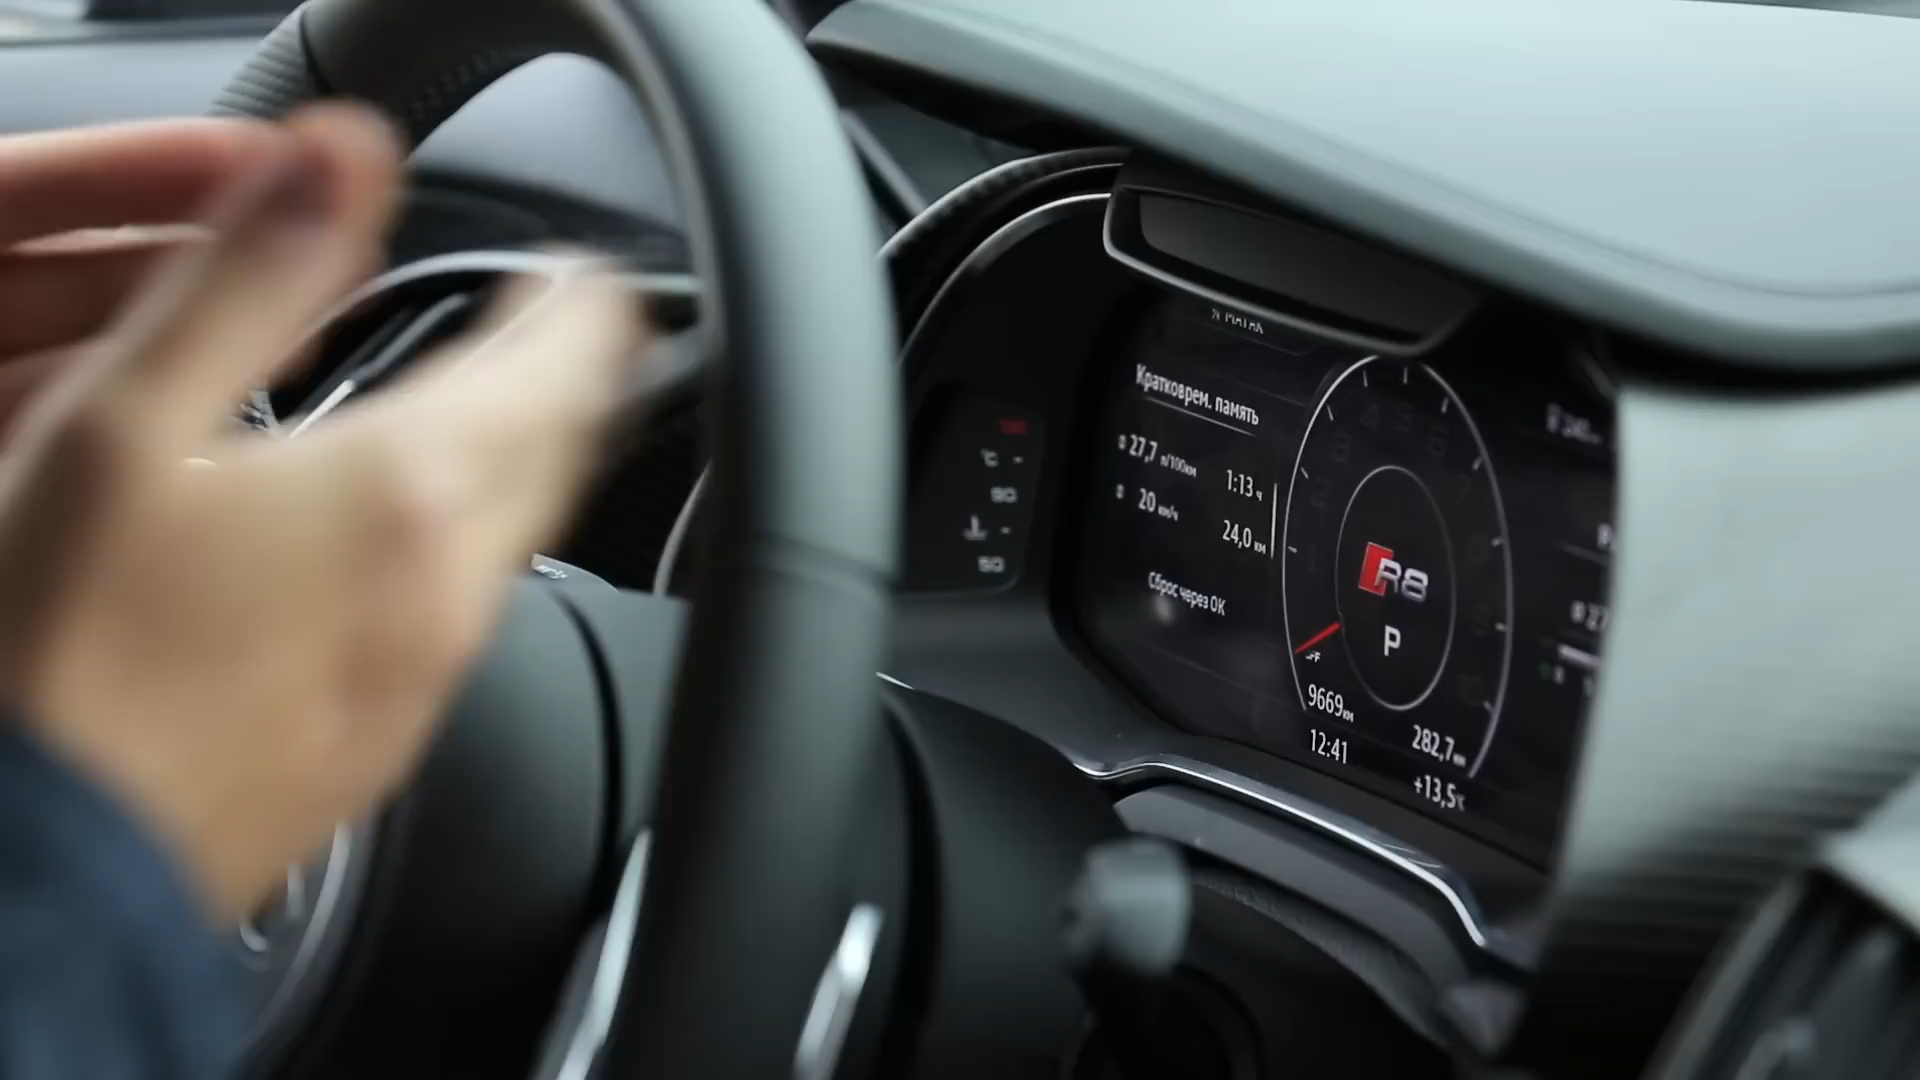 Кратковрем. память
27,7 л/100км
1:13 ч
20 км/ч
24,0 км
Сброс через ОК
°C
90
50
R8
P
9669 км
282,7 км
12:41
+13,5°C